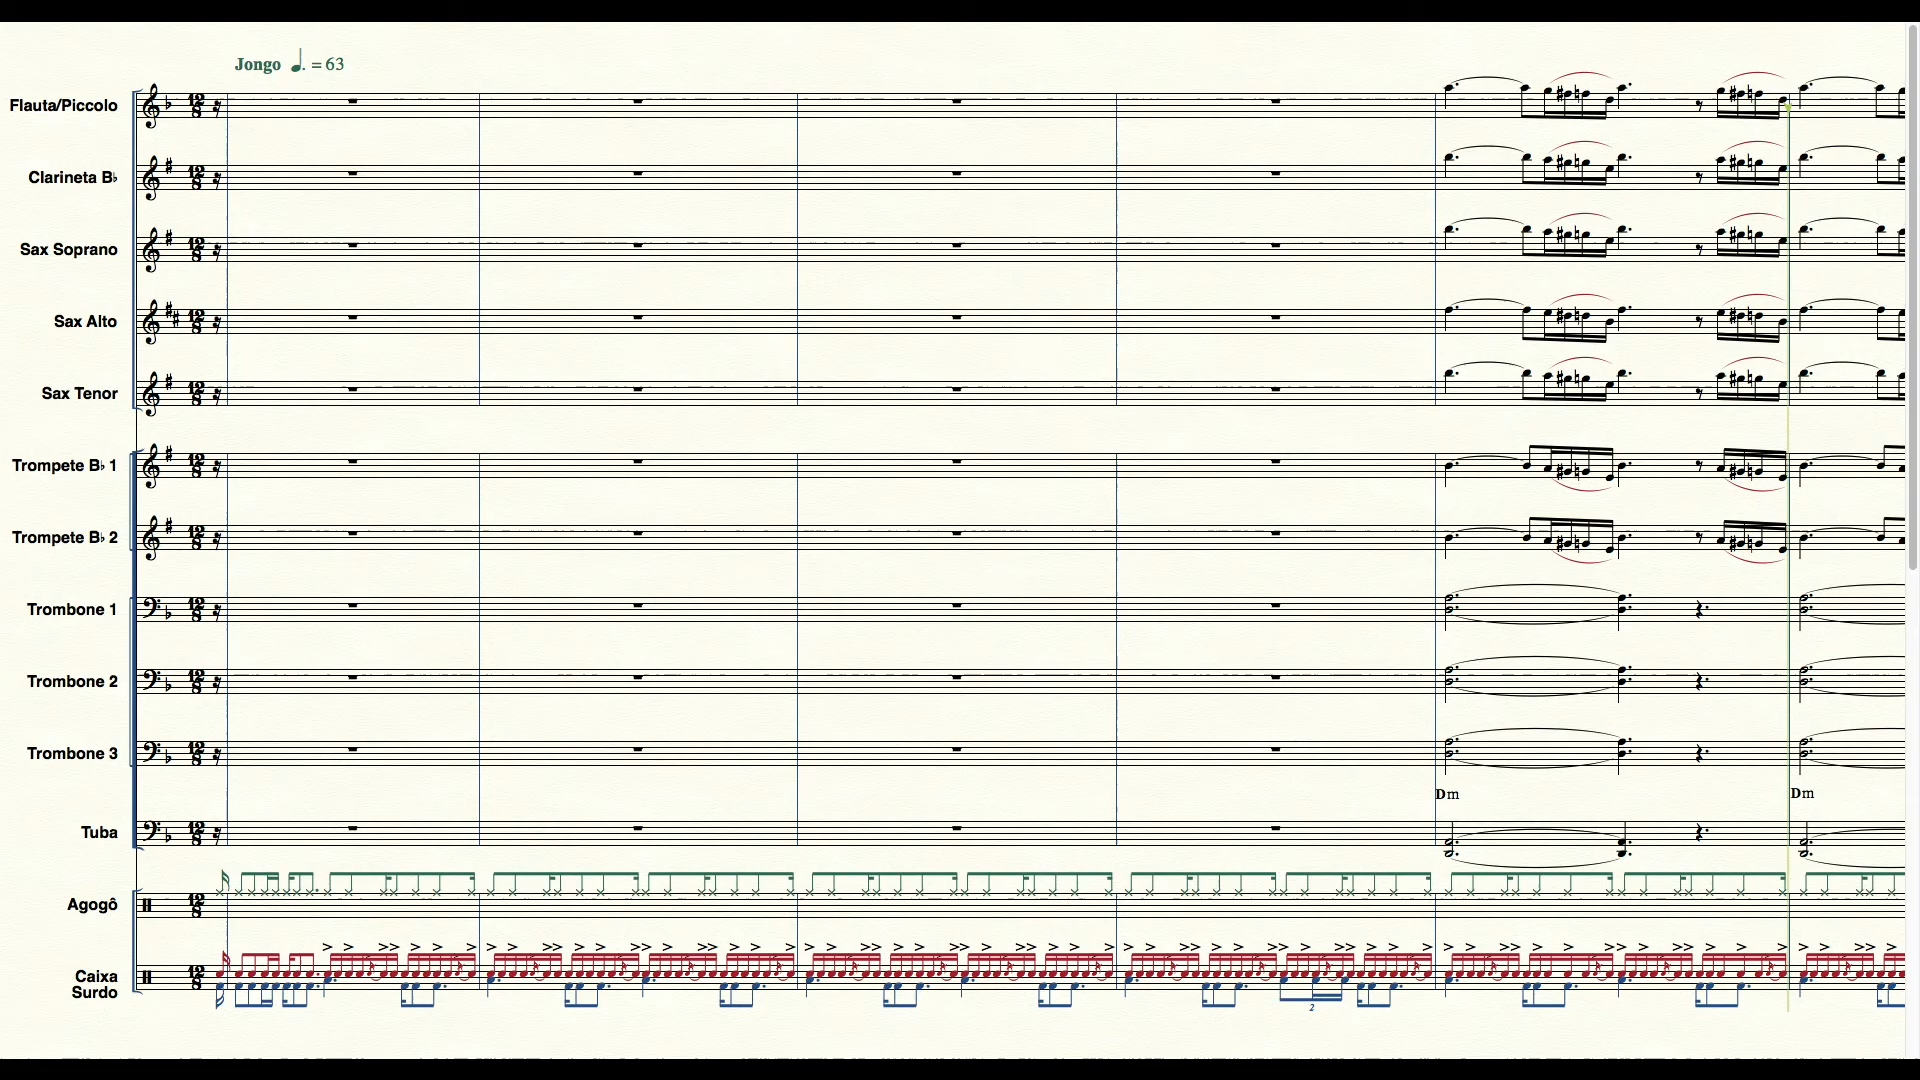 Jongo ♩. = 63
Flauta/Piccolo
Clarineta B♭
Sax Soprano
Sax Alto
Sax Tenor
Trompete B♭ 1
Trompete B♭ 2
Trombone 1
Trombone 2
Trombone 3
Dm Dm
Tuba
Agogô
Caixa
Surdo
2